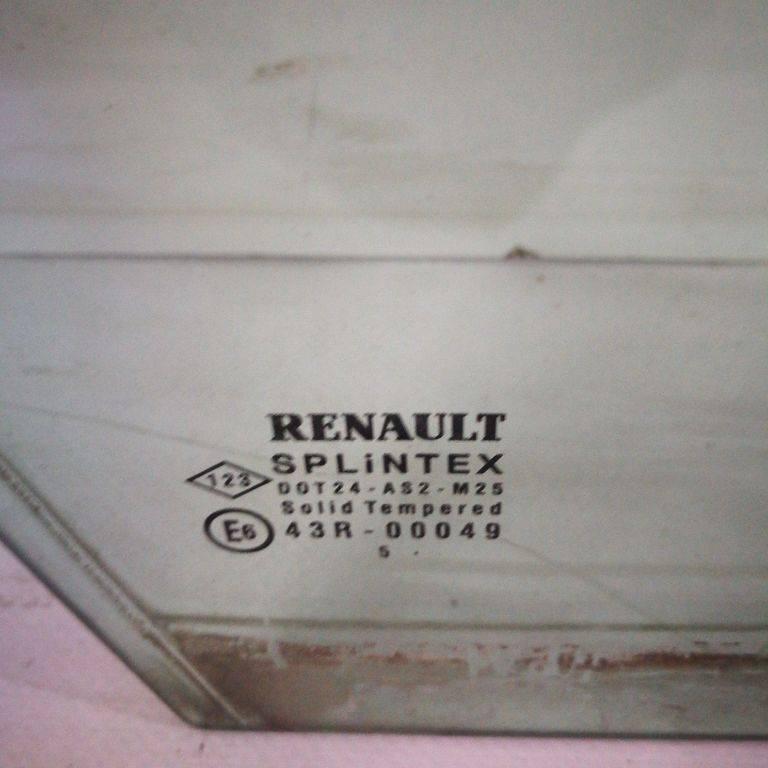 RENAULT
SPLiNTEX
123
DOT24-AS2-M25
Solid Tempered
E6
43R-00049
5 .